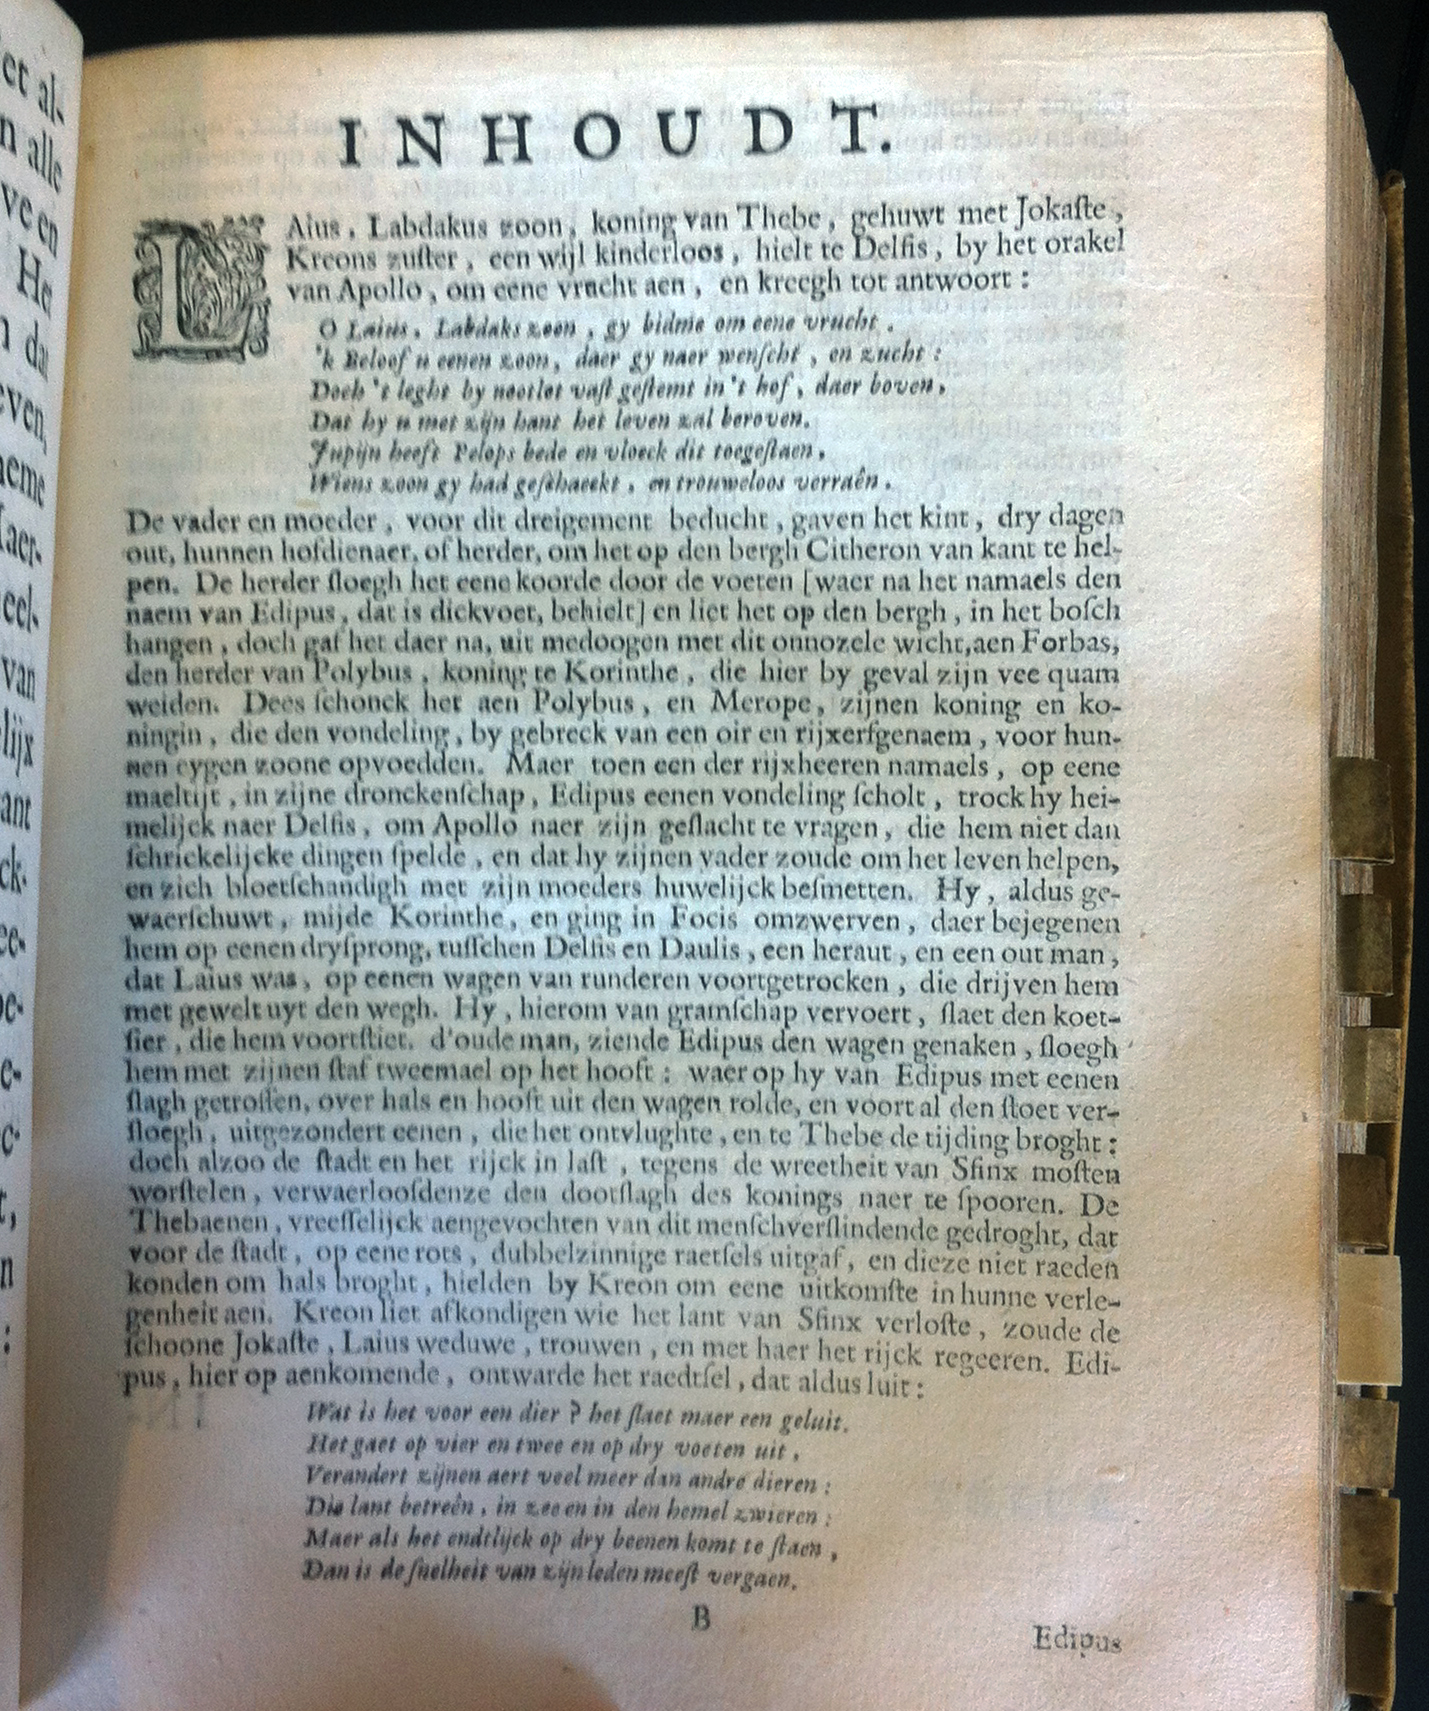 et al-
n alle
ve en
He
n dat
even,
neme
Maer-
eel-
van
lijx
ant
ck-
INHOUDT.
LAius, Labdakus zoon, koning van Thebe, gehuwt met Jokaſte,
Kreons zuſter, een wijl kinderloos, hielt te Delfis, by het orakel
van Apollo, om eene vrucht aen, en kreegh tot antwoort:
O Laius, Labdaks zoon, gy bidme om eene vrucht.
'k Beloof u eenen zoon, daer gy naer wenſcht, en zucht:
Doch 't leght by nootlot vaſt geſtemt in 't hof, daer boven,
Dat hy u met zijn hant het leven zal beroven.
Jupijn heeft Pelops bede en vloeck dit toegeſtaen,
Wiens zoon gy had geſchaeckt, en trouweloos verraên.
De vader en moeder, voor dit dreigement beducht, gaven het kint, dry dagen
out, hunnen hofdienaer, of herder, om het op den bergh Citheron van kant te hel-
pen. De herder ſloegh het eene koorde door de voeten [waer na het namaels den
naem van Edipus, dat is dickvoet, behielt] en liet het op den bergh, in het boſch
hangen, doch gaf het daer na, uit medoogen met dit onnozele wicht, aen Forbas,
den herder van Polybus, koning te Korinthe, die hier by geval zijn vee quam
weiden. Dees ſchonck het aen Polybus, en Merope, zijnen koning en ko-
ningin, die den vondeling, by gebreck van een oir en rijxerfgenaem, voor hun-
nen eygen zoone opvoedden. Maer toen een der rijxheeren namaels, op eene
maeltijt, in zijne dronckenſchap, Edipus eenen vondeling ſcholt, trock hy hei-
melijck naer Delfis, om Apollo naer zijn geſlacht te vragen, die hem niet dan
ſchrickelijcke dingen ſpelde, en dat hy zijnen vader zoude om het leven helpen,
en zich bloetſchandigh met zijn moeders huwelijck beſmetten. Hy, aldus ge-
waerſchuwt, mijde Korinthe, en ging in Focis omzwerven, daer bejegenen
hem op eenen dryſprong, tuſſchen Delfis en Daulis, een heraut, en een out man,
dat Laius was, op eenen wagen van runderen voortgetrocken, die drijven hem
met gewelt uyt den wegh. Hy, hierom van gramſchap vervoert, ſlaet den koet-
ſier, die hem voortſtiet. d'oude man, ziende Edipus den wagen genaken, ſloegh
hem met zijnen ſtaf tweemael op het hooft: waer op hy van Edipus met eenen
ſlagh getroffen, over hals en hooft uit den wagen rolde, en voort al den ſtoet ver-
ſloegh, uitgezondert eenen, die het ontvlughte, en te Thebe de tijding broght:
doch alzoo de ſtadt en het rijck in laſt, tegens de wreetheit van Sfinx moſten
worſtelen, verwaerloofdenze den dootſlagh des konings naer te ſpooren. De
Thebaenen, vreeſſelijck aengevochten van dit menſchverſlindende gedroght, dat
voor de ſtadt, op eene rots, dubbelzinnige raetſels uitgaf, en dieze niet raeden
konden om hals broght, hielden by Kreon om eene uitkomſte in hunne verle-
genheit aen. Kreon liet afkondigen wie het lant van Sfinx verloſte, zoude de
ſchoone Jokaſte, Laius weduwe, trouwen, en met haer het rijck regeeren. Edi-
pus, hier op aenkomende, ontwarde het raedtſel, dat aldus luit:
Wat is het voor een dier? het ſlaet maer een geluit.
Het gaet op vier en twee en op dry voeten uit,
Verandert zijnen aert veel meer dan andre dieren:
Die lant betreên, in zee en in den hemel zwieren:
Maer als het endtlijck op dry beenen komt te ſtaen,
Dan is de ſnelheit van zijn leden meeſt vergaen.
B
Edipus